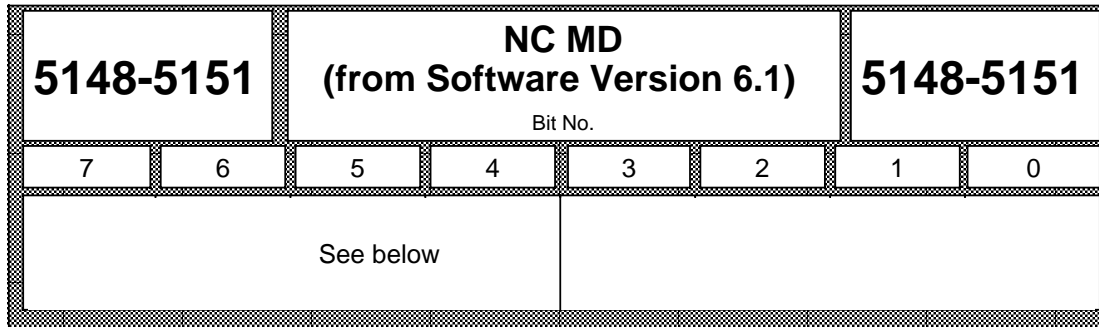 5148-5151
NC MD
(from Software Version 6.1)
Bit No.
5148-5151
7 6 5 4 3 2 1 0
See below